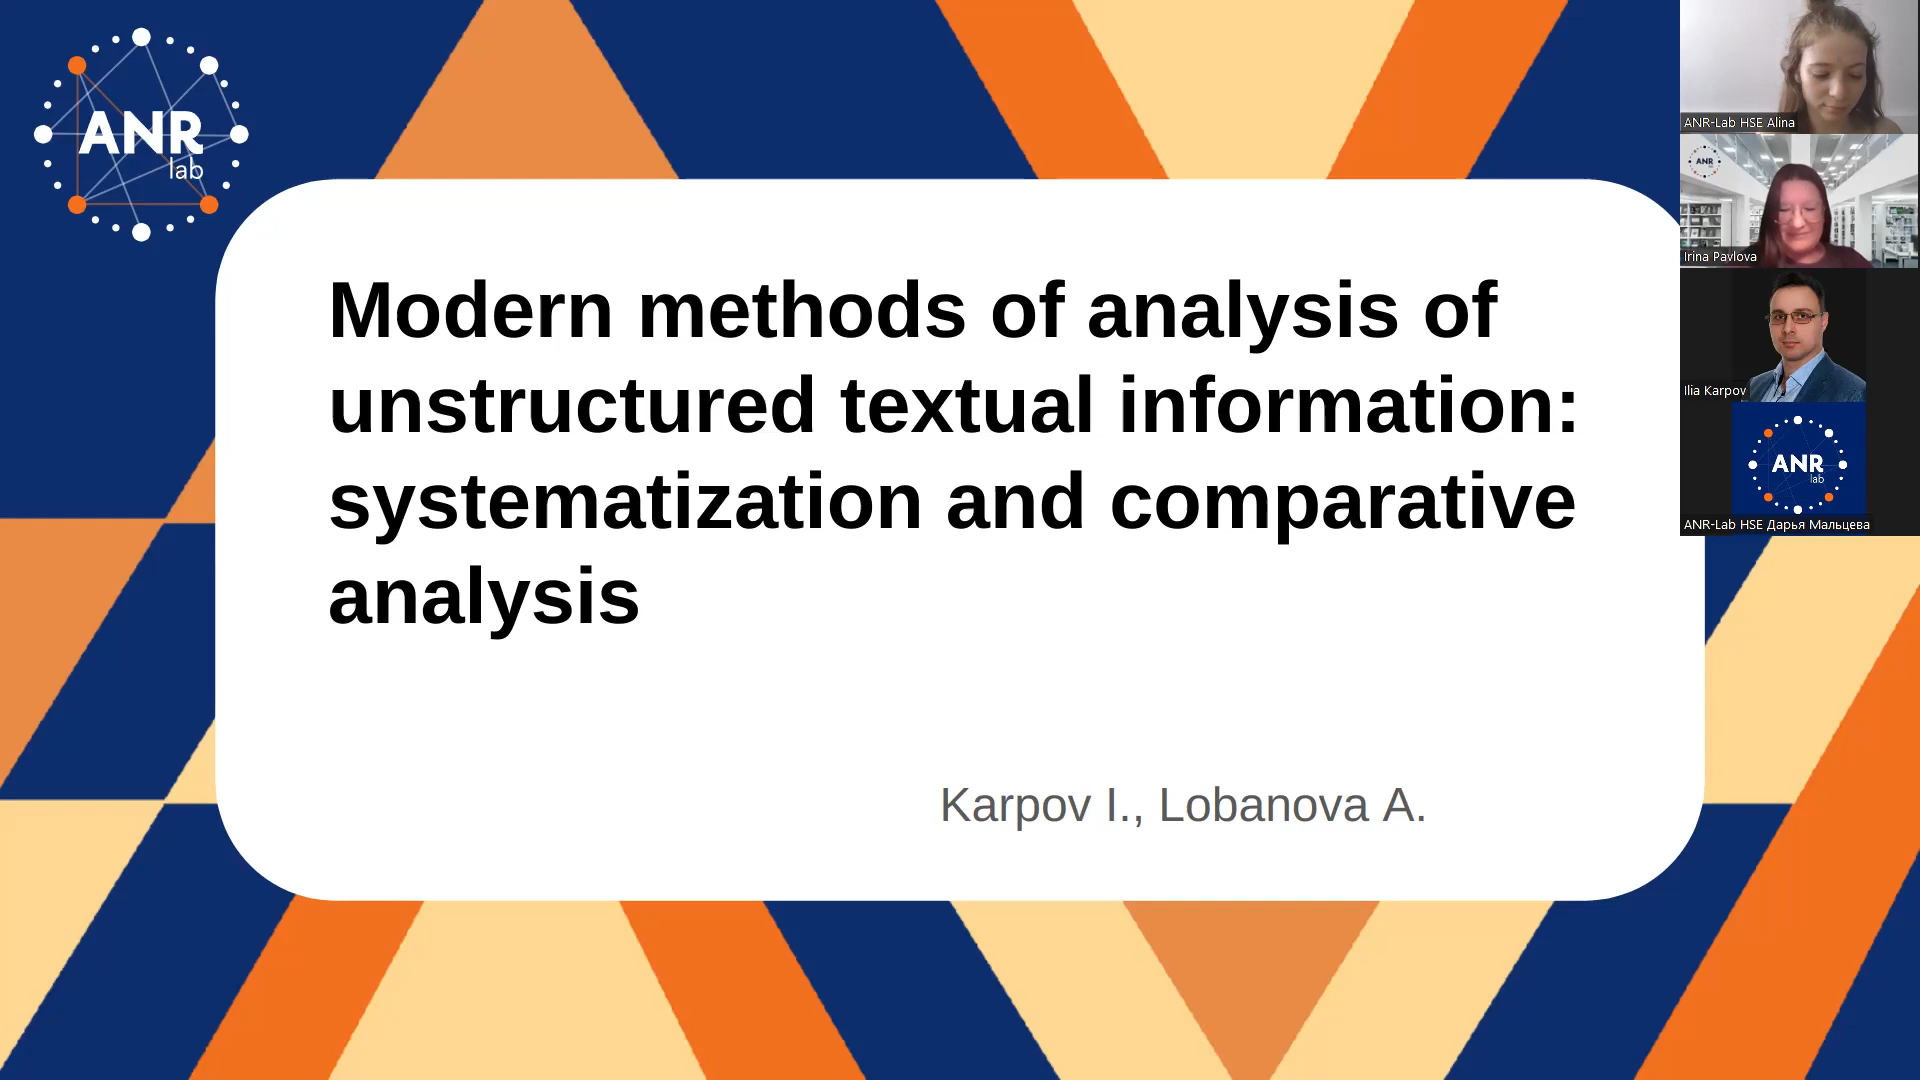 ANR
lab
Modern methods of analysis of
unstructured textual information:
systematization and comparative
analysis
Karpov I., Lobanova A.
ANR-Lab HSE Alina
ANR
Irina Pavlova
Ilia Karpov
ANR
lab
ANR-Lab HSE Дарья Мальцева